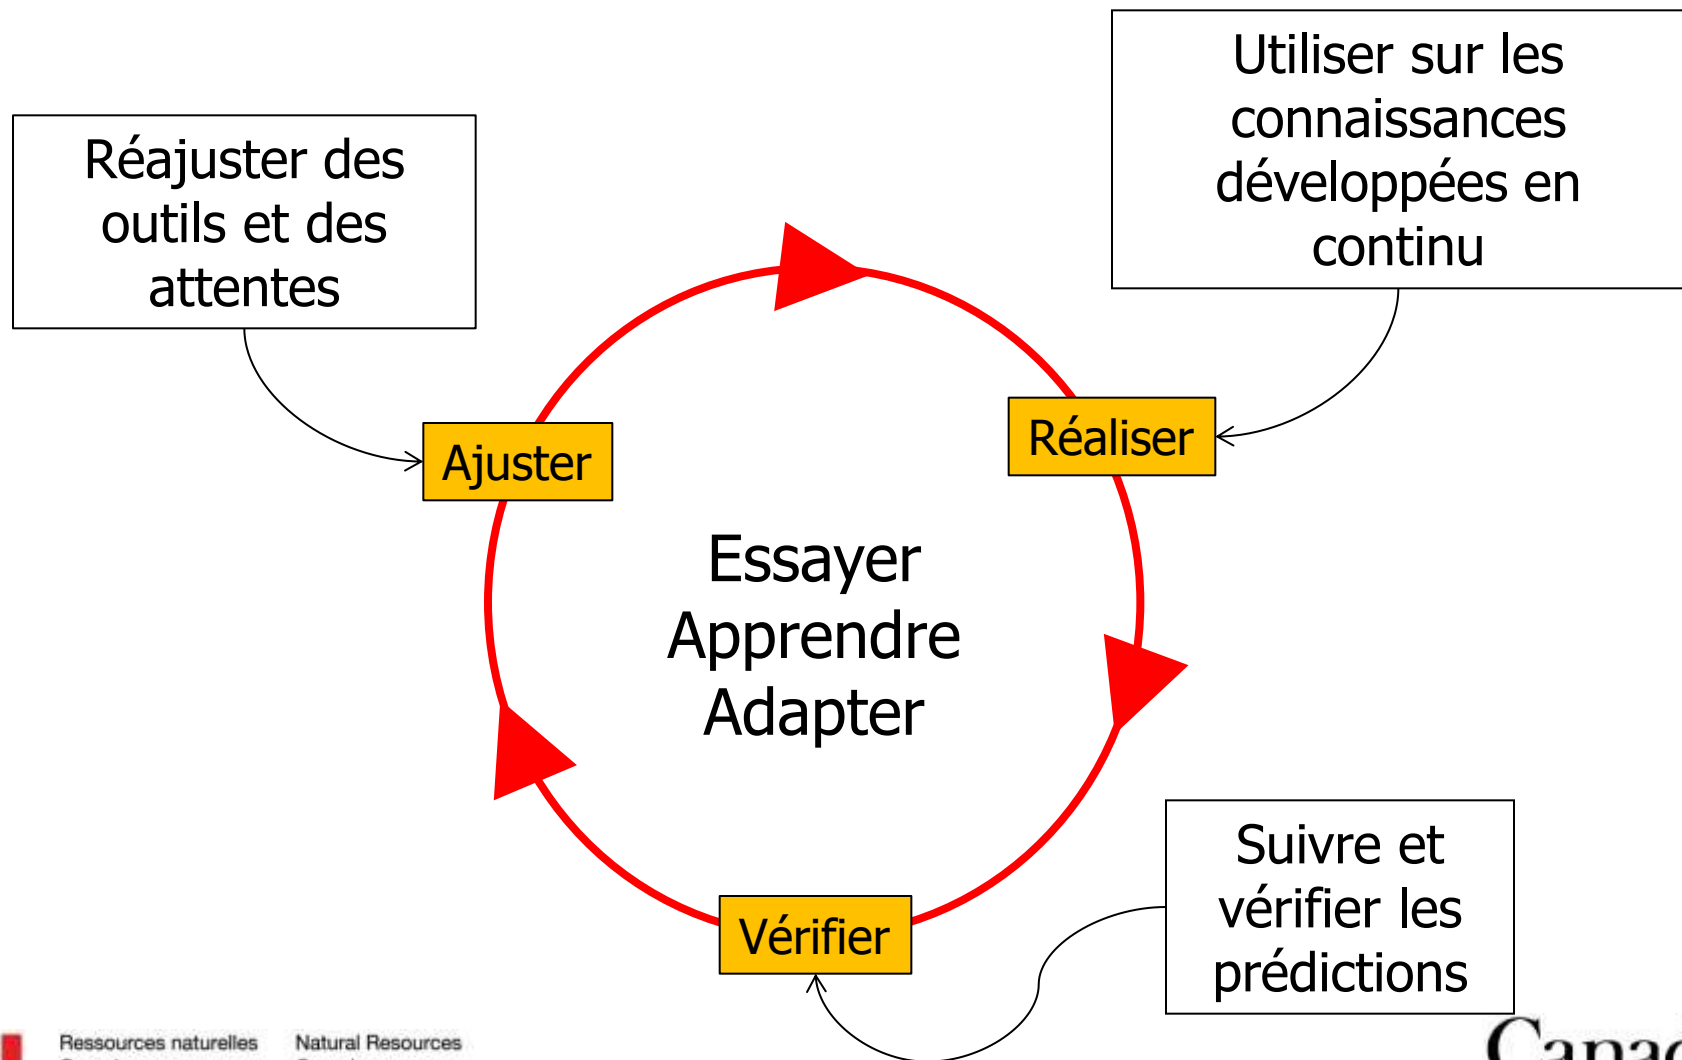 Utiliser sur les
connaissances
développées en
continu
Réajuster des
outils et des
attentes
Réaliser
Ajuster
Essayer
Apprendre
Adapter
Suivre et
vérifier les
prédictions
Vérifier
Ressources naturelles
Natural Resources